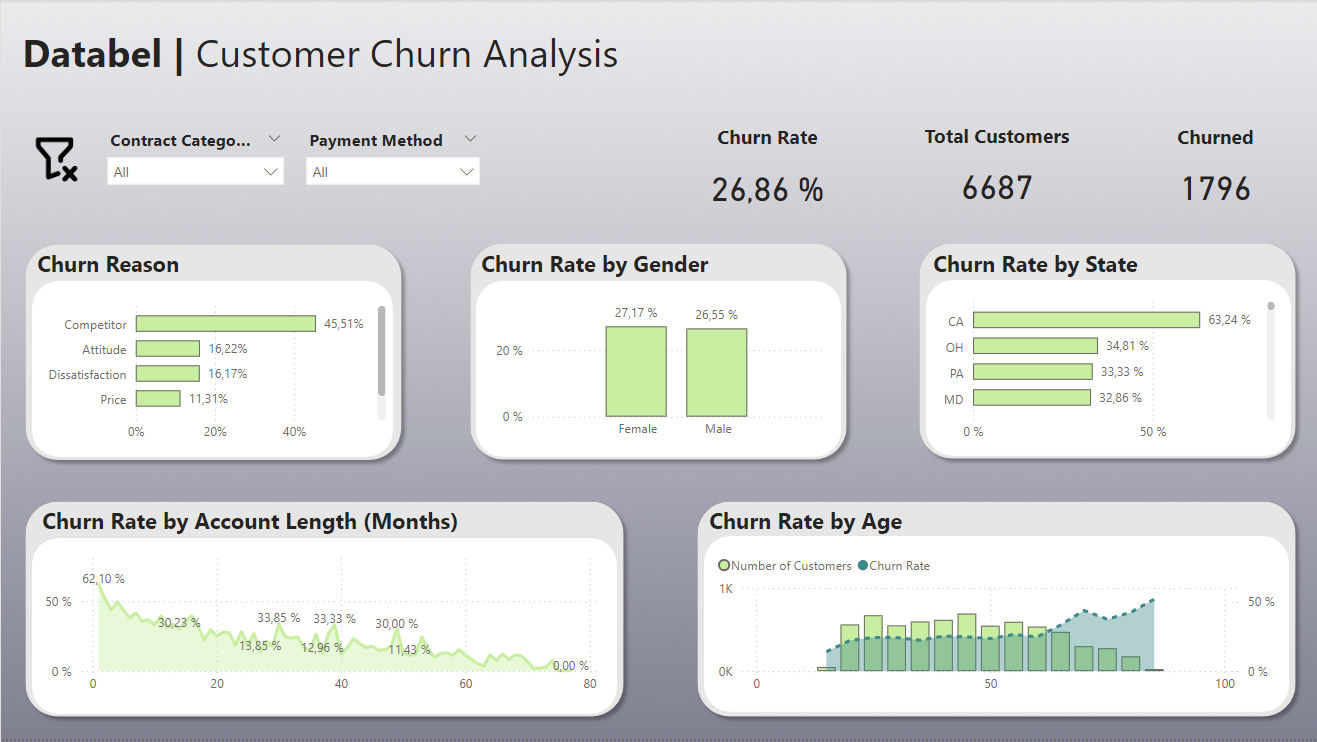 Databel | Customer Churn Analysis
Contract Catego...
Payment Method
All
All
Churn Rate
Total Customers
Churned
26,86 %
6687
1796
Churn Reason
Competitor
45,51%
Attitude
16,22%
Dissatisfaction
16,17%
Price
11,31%
0%
20%
40%
Churn Rate by Gender
27,17 %
26,55 %
20 %
0 %
Female
Male
Churn Rate by State
CA
63,24 %
OH
34,81 %
PA
33,33 %
MD
32,86 %
0 %
50 %
Churn Rate by Account Length (Months)
62,10 %
50 %
30,23 %
33,85 %
33,33 %
30,00 %
13,85 %
12,96 %
11,43 %
0,00 %
0 %
0
20
40
60
80
Churn Rate by Age
Number of Customers
Churn Rate
1K
50 %
0K
0 %
0
50
100